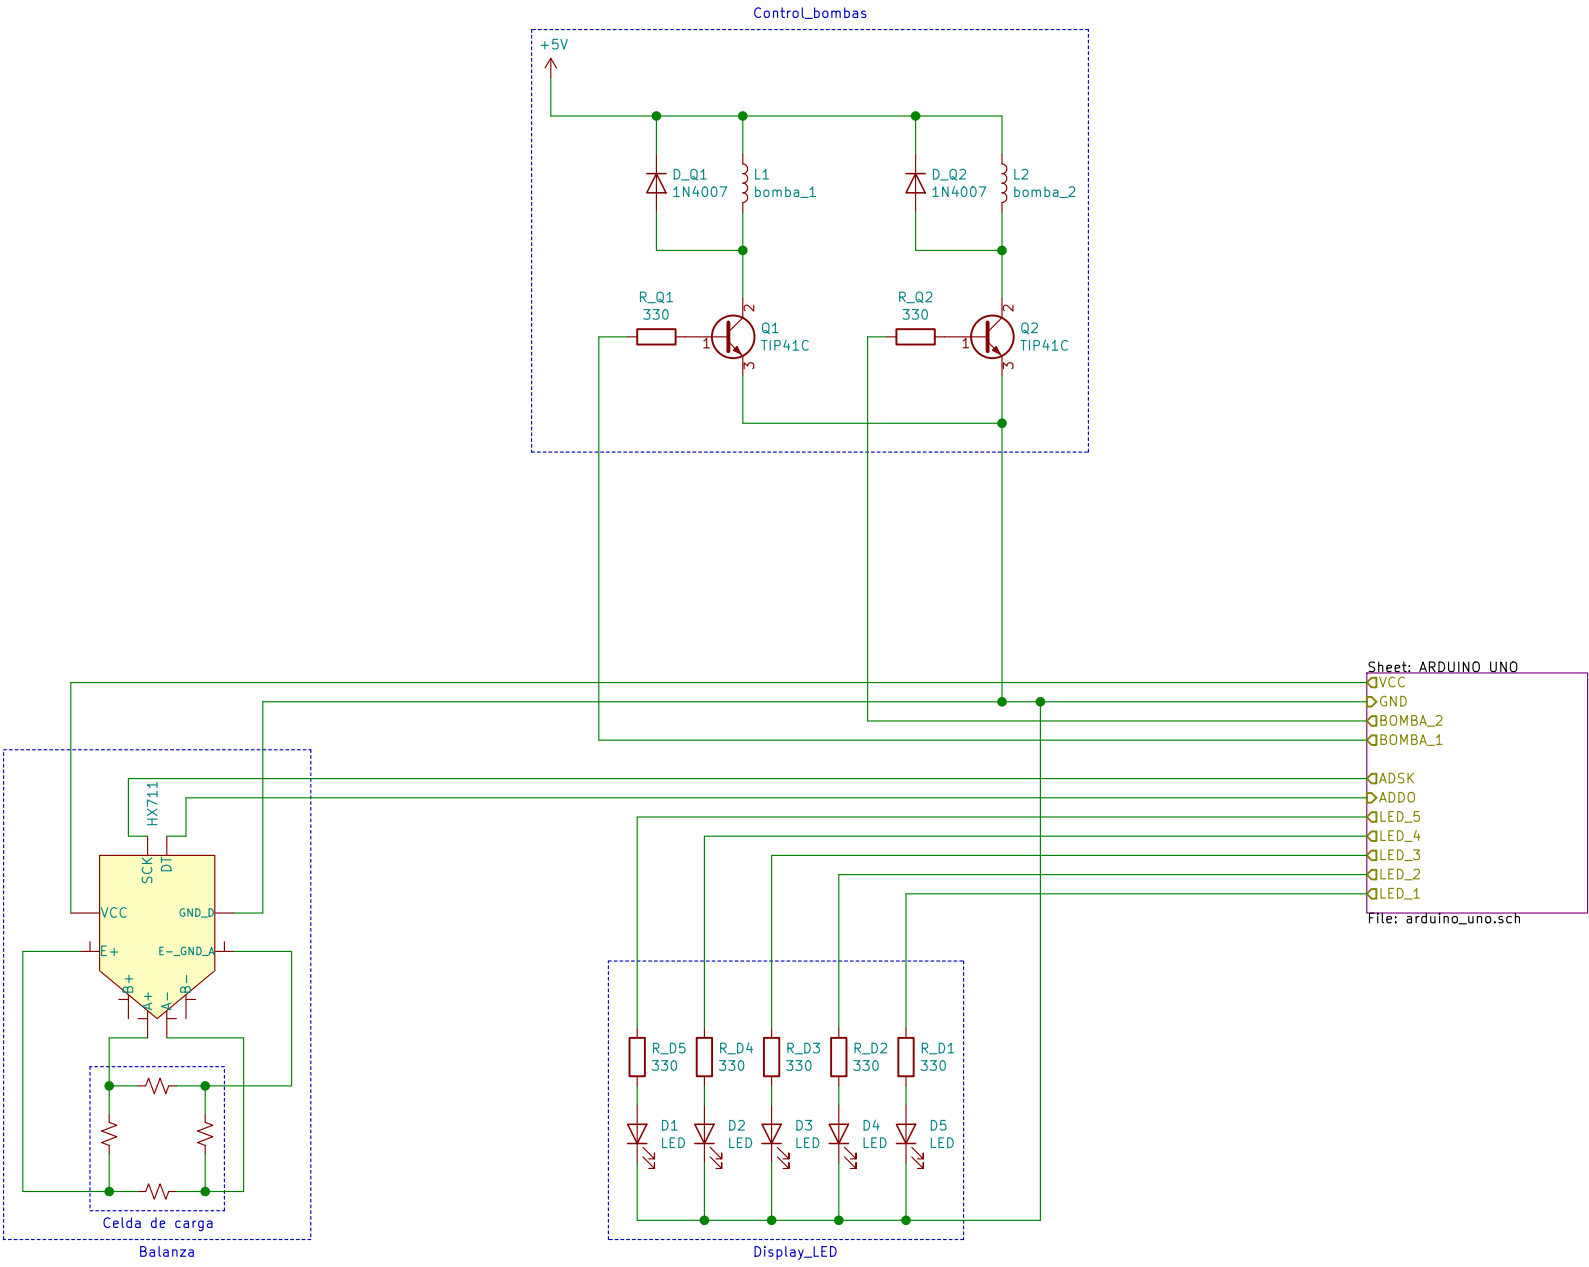 Control_bombas
+5V
D_Q1
1N4007
L1
bomba_1
D_Q2
1N4007
L2
bomba_2
R_Q1
330
1
2
3
Q1
TIP41C
R_Q2
330
1
2
3
Q2
TIP41C
Sheet: ARDUINO UNO
VCC
GND
BOMBA_2
BOMBA_1
ADSK
ADDO
LED_5
LED_4
LED_3
LED_2
LED_1
File: arduino_uno.sch
HX711
SCK
DT
VCC
GND_D
E+
E-_GND_A
B+
A+
A-
B-
Celda de carga
Balanza
R_D5
330
R_D4
330
R_D3
330
R_D2
330
R_D1
330
D1
LED
D2
LED
D3
LED
D4
LED
D5
LED
Display_LED